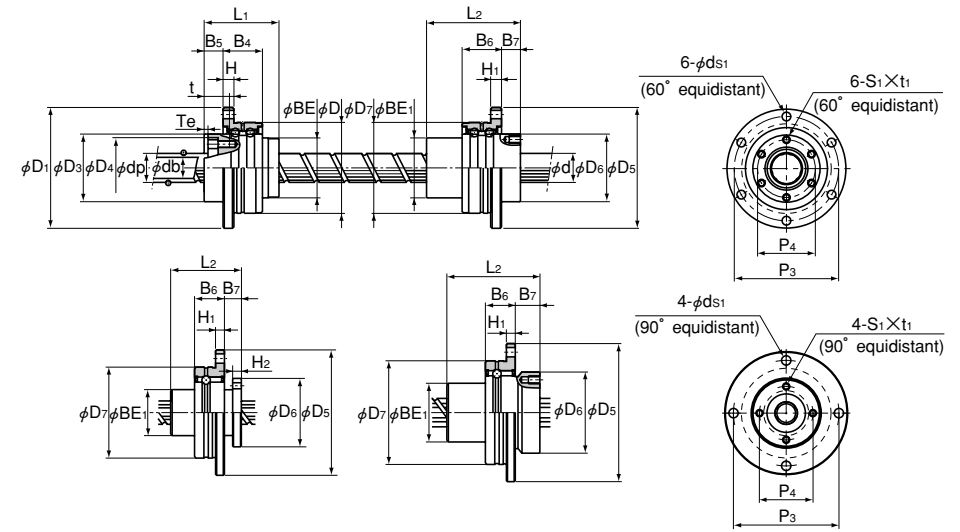 L1
L2
B5 B4
B6 B7
H
H1
t
Te
φBE φD φD7 φBE1
φD1 φD3 φD4 φdp φdb
φd φD6 φD5
6-φdS1
(60° equidistant)
6-S1×t1
(60° equidistant)
P4
P3
L2
B6 B7
H1
H2
φD7 φBE1
φD6 φD5
L2
B6 B7
H1
φD7 φBE1
φD6 φD5
4-φdS1
(90° equidistant)
4-S1×t1
(90° equidistant)
P4
P3